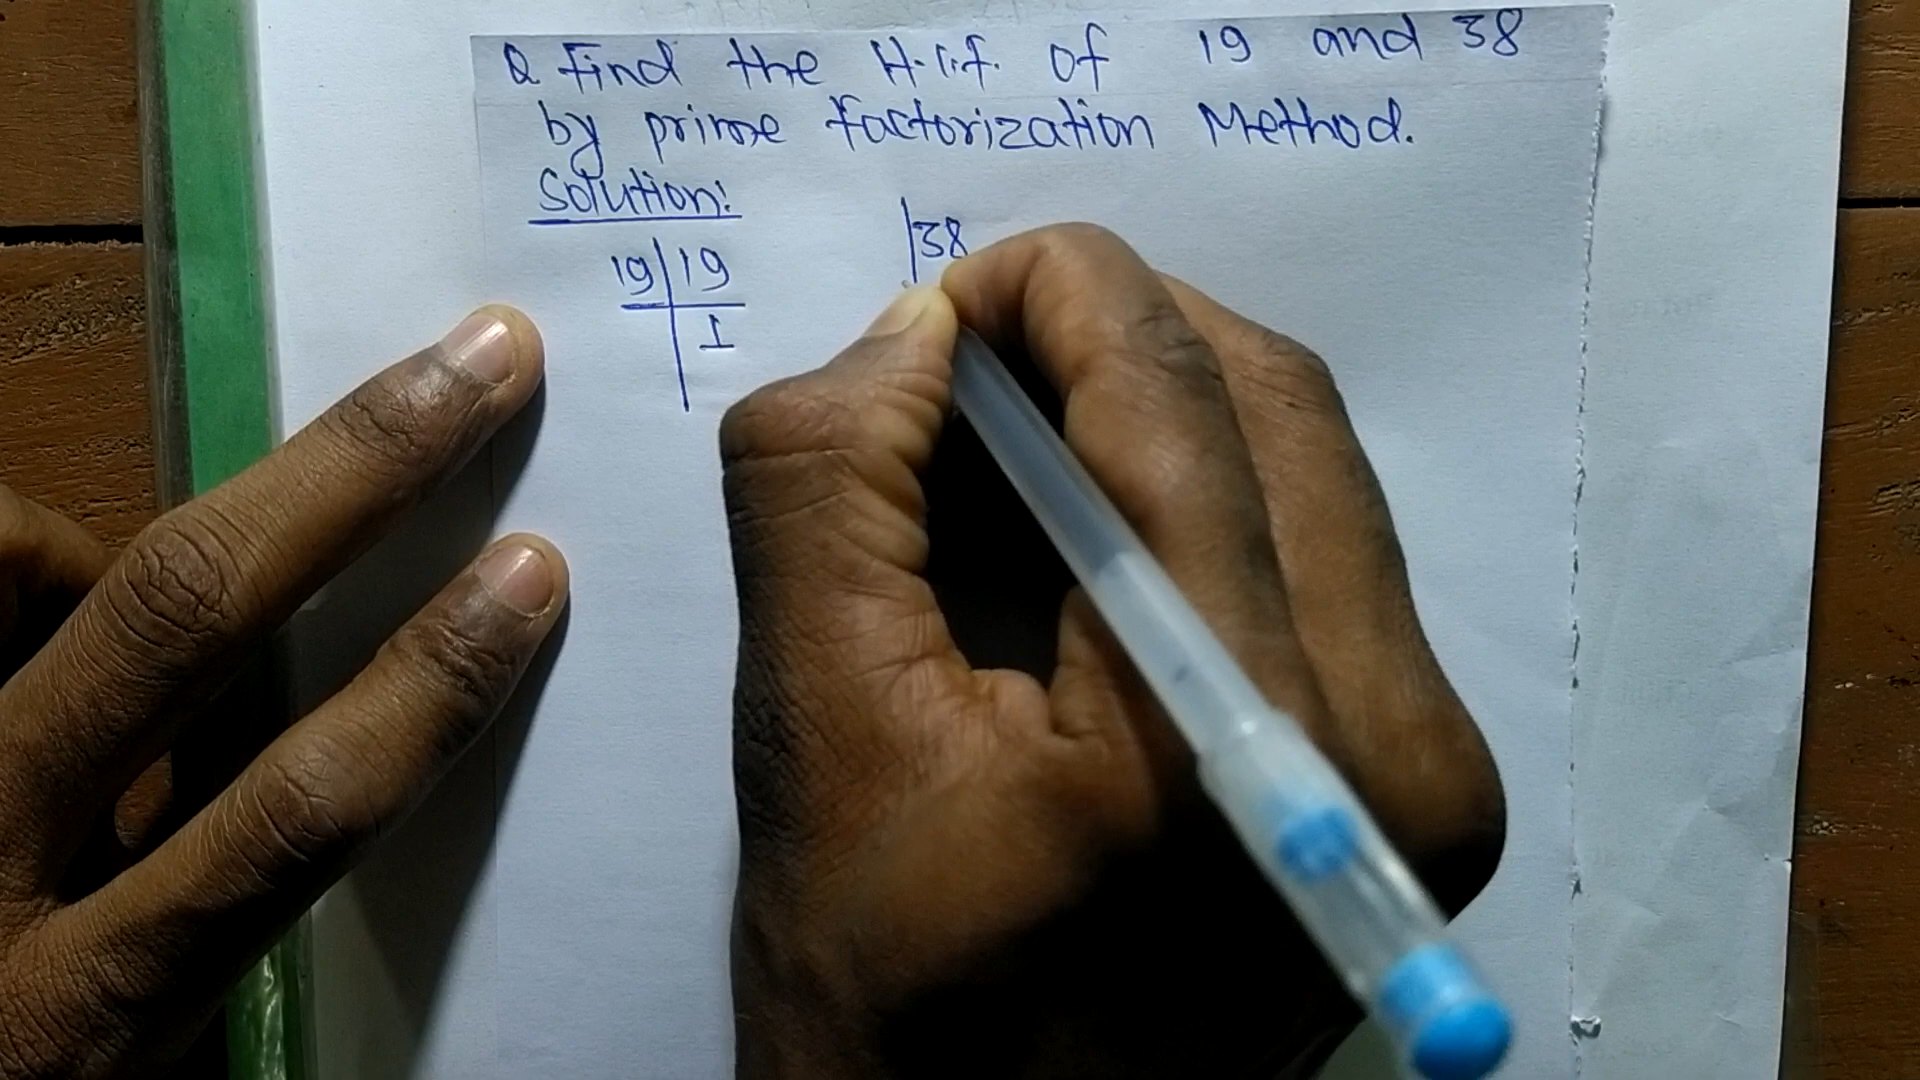 Q Find the H.C.f. of 19 and 38
by prime factorization Method.
Solution:
19 19
1
38